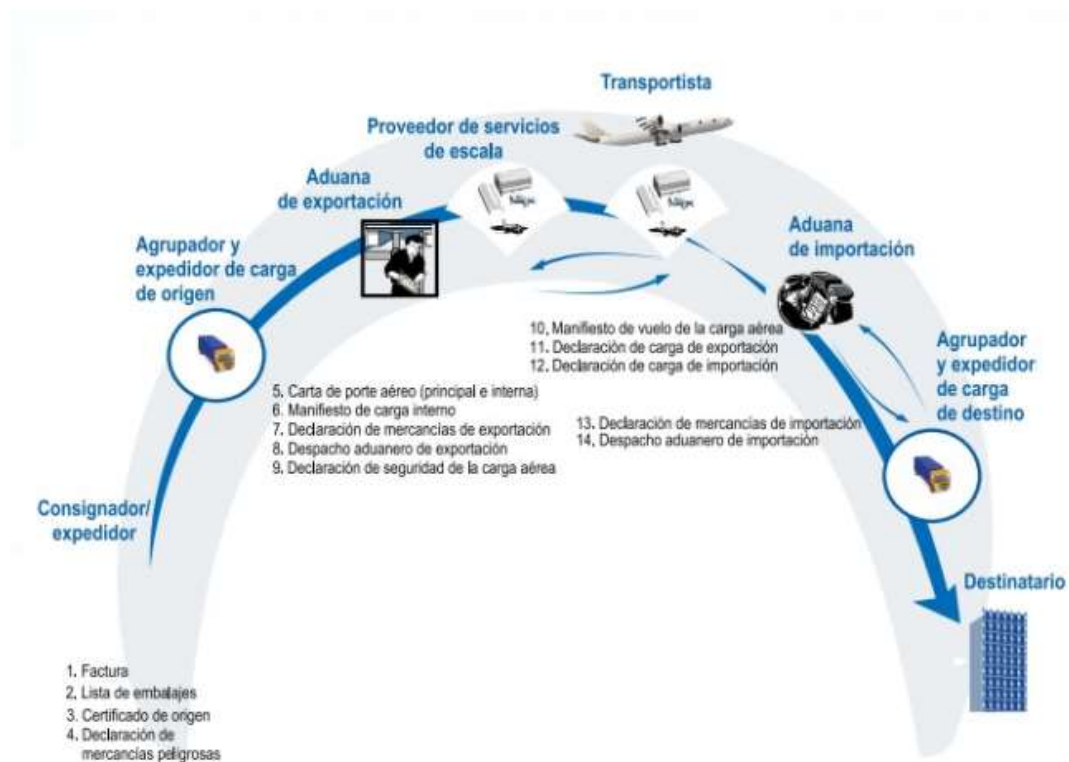 Transportista
Proveedor de servicios
de escala
Aduana
de exportación
Aduana
de importación
Agrupador y
expedidor de carga
de origen
10, Manifiesto de vuelo de la carga aérea
11. Declaración de carga de exportación
12. Declaración de carga de importación
Agrupador
y expedidor
de carga
de destino
5. Carta de porte aéreo (principal e interna)
6. Manifiesto de carga interno
7. Declaración de mercancías de exportación
8. Despacho aduanero de exportación
9. Declaración de seguridad de la carga aérea
13. Declaración de mercancías de importación
14, Despacho aduanero de importación
Consignador/
expedidor
Destinatario
1. Factura
2. Lista de embalajes
3. Certificado de origen
4. Declaración de
mercancías peligrosas